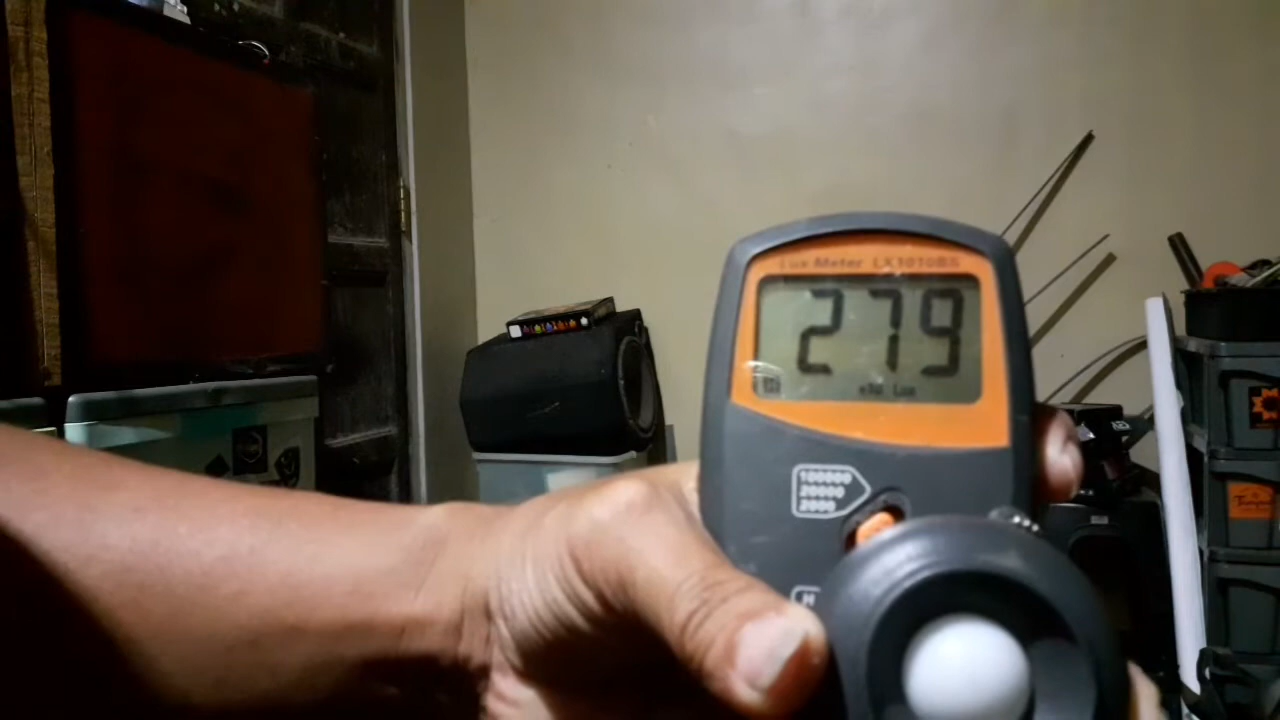 Lux Meter LX1010BS
279
x10 Lux
100000
20000
2000
H